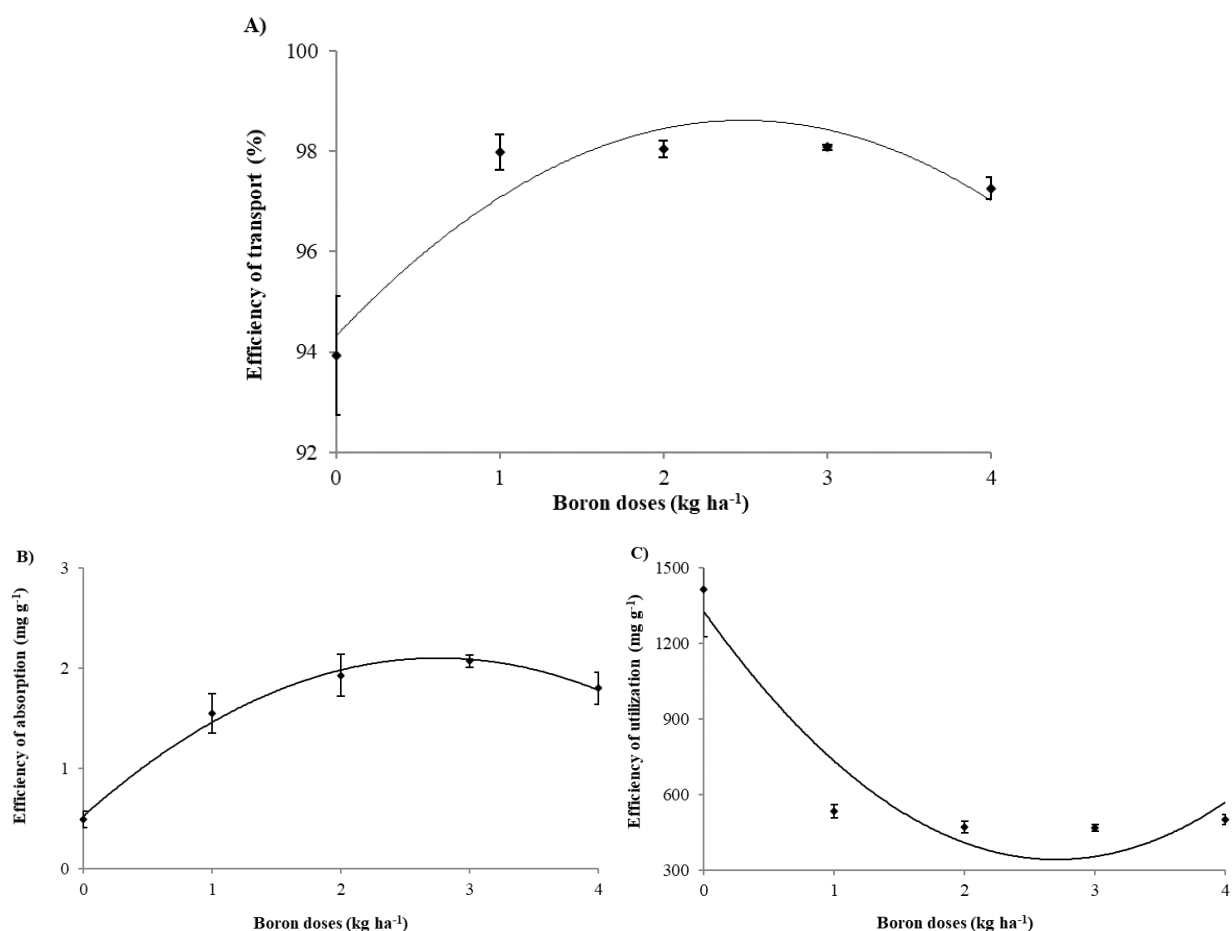 A)
Efficiency of transport (%)
100
98
96
94
92
0 1 2 3 4
Boron doses (kg ha⁻¹)
B)
Efficiency of absorption (mg g⁻¹)
3
2
1
0
0 1 2 3 4
Boron doses (kg ha⁻¹)
C)
Efficiency of utilization (mg g⁻¹)
1500
1200
900
600
300
0 1 2 3 4
Boron doses (kg ha⁻¹)